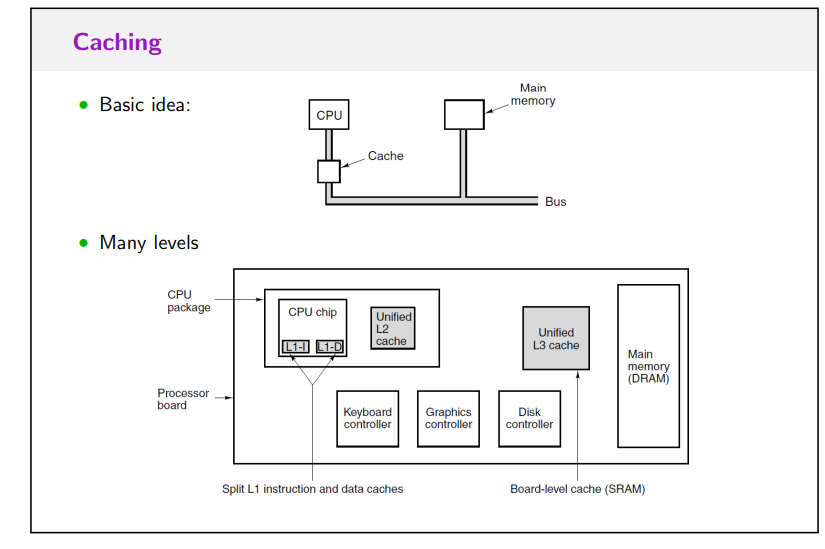 Caching
• Basic idea:
Main
memory
CPU
Cache
Bus
• Many levels
CPU
package
CPU chip
L1-I
L1-D
Unified
L2
cache
Unified
L3 cache
Main
memory
(DRAM)
Processor
board
Keyboard
controller
Graphics
controller
Disk
controller
Split L1 instruction and data caches
Board-level cache (SRAM)